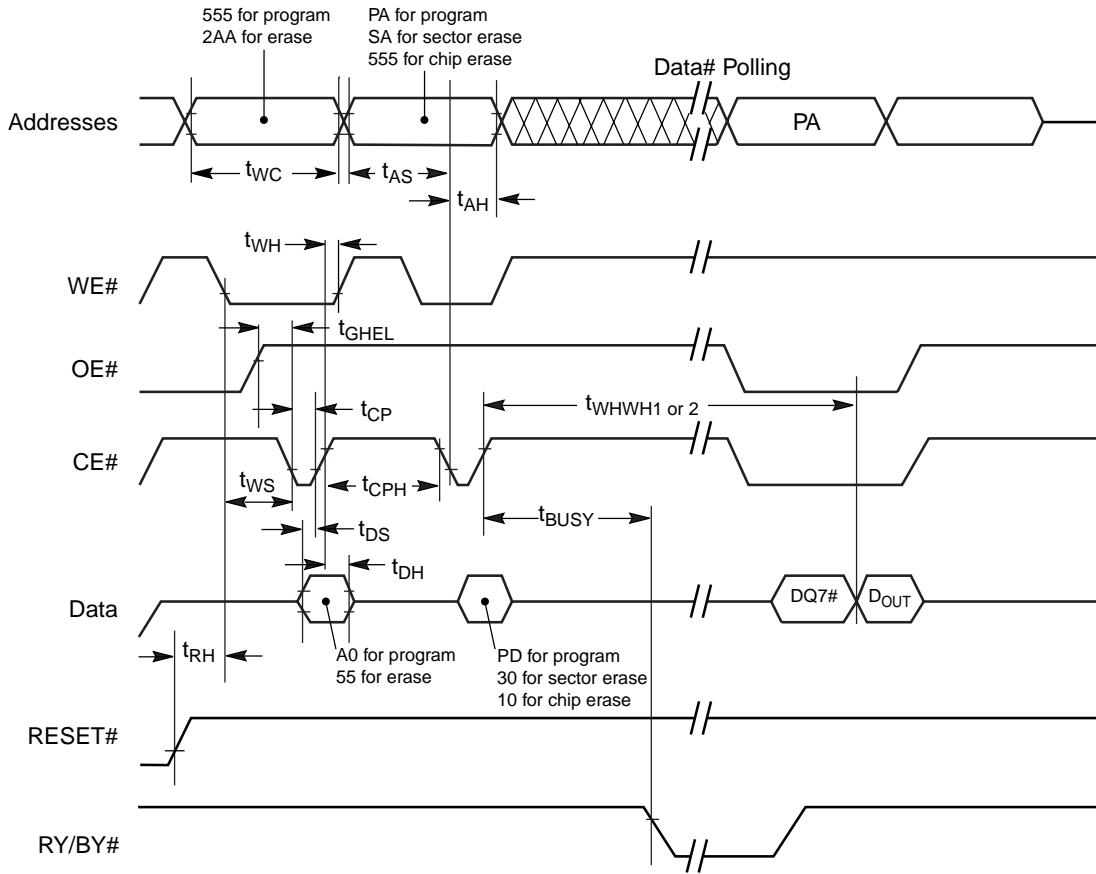 555 for program
2AA for erase
PA for program
SA for sector erase
555 for chip erase
Data# Polling
Addresses
PA
tWC
tAS
tAH
tWH
WE#
tGHEL
OE#
tWHWH1 or 2
tCP
CE#
tWS
tCPH
tBUSY
tDS
tDH
Data
DQ7#
DOUT
tRH
A0 for program
55 for erase
PD for program
30 for sector erase
10 for chip erase
RESET#
RY/BY#